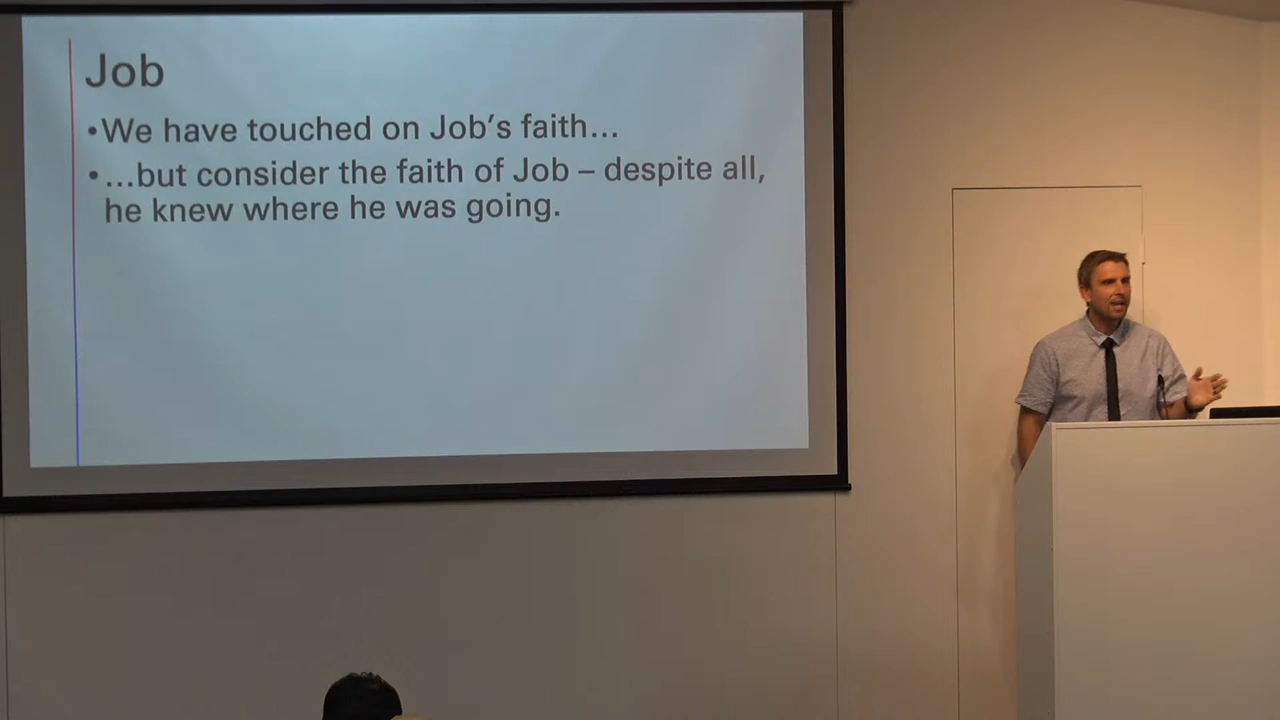 Job
•We have touched on Job’s faith…
•…but consider the faith of Job – despite all,
he knew where he was going.